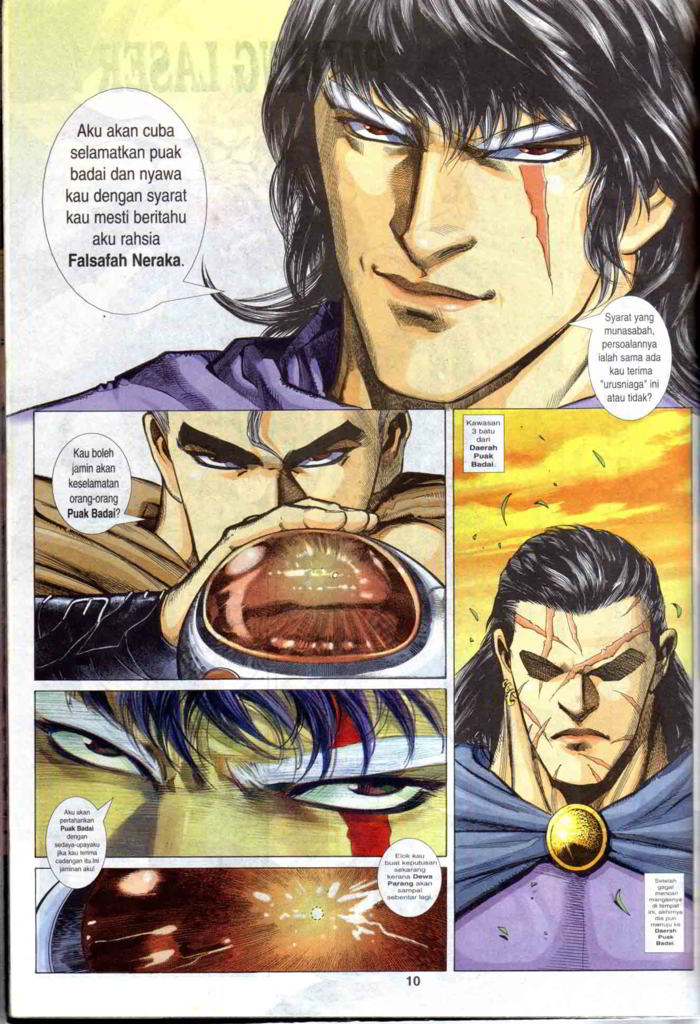 Aku akan cuba
selamatkan puak
badai dan nyawa
kau dengan syarat
kau mesti beritahu
aku rahsia
Falsafah Neraka.
Syarat yang
munasabah,
persoalannya
ialah sama ada
kau terima
"urusniaga" ini
atau tidak?
Kau boleh
jamin akan
keselamatan
orang-orang
Puak Badai?
Kawasan
3 batu
dari
Daerah
Puak
Badai.
Aku akan
pertahankan
Puak Badai
dengan
sedaya-upayaku
jika kau terima
cadangan itu.Ini
jaminan aku!
Elok kau
buat keputusan
sekarang
kerana Dewa
Parang akan
sampai
sebentar lagi.
Setelah
gagal
mencari
mangsanya
di tempat
ini, akhirnya
dia pun
menuju ke
Daerah
Puak
Badai.
10